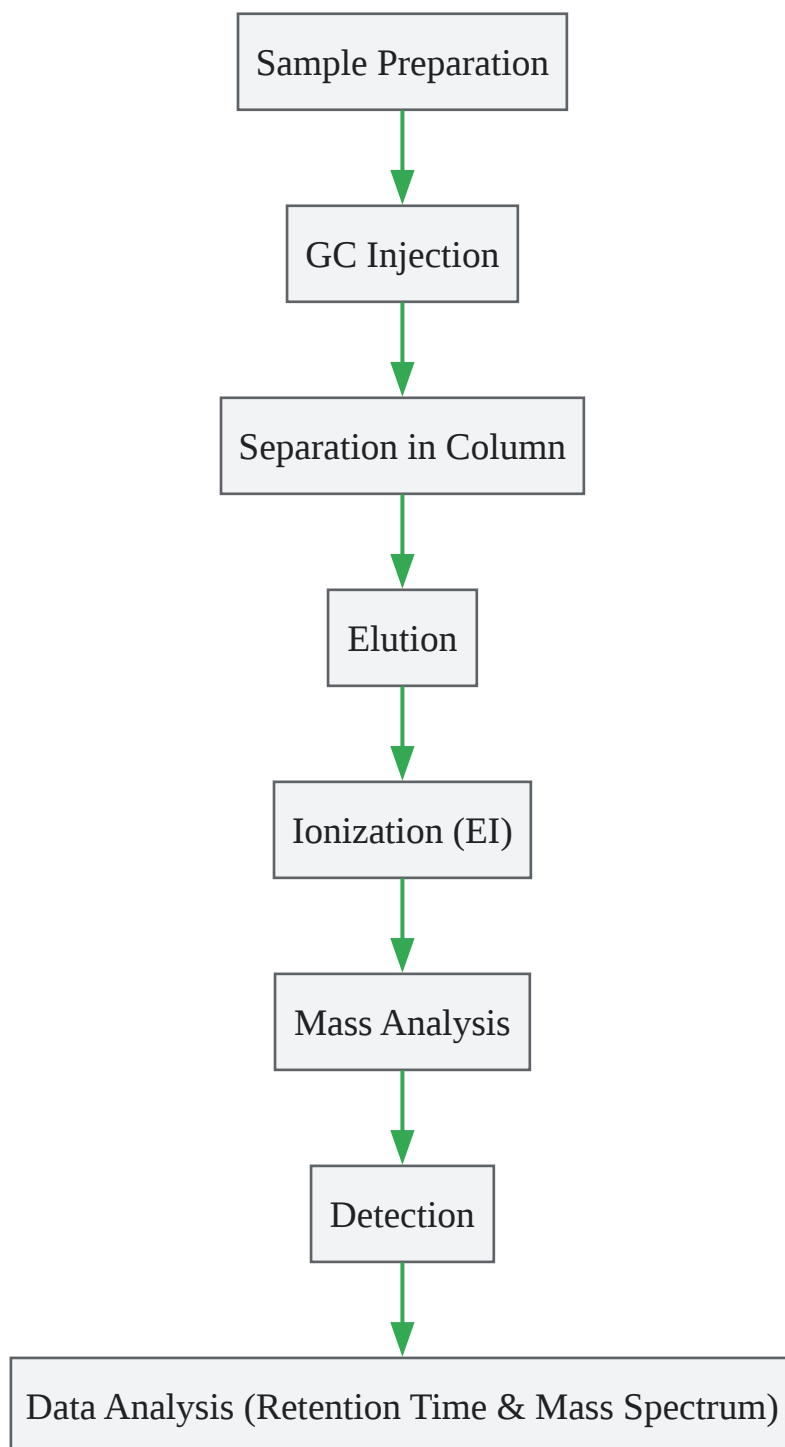 Sample Preparation
GC Injection
Separation in Column
Elution
Ionization (EI)
Mass Analysis
Detection
Data Analysis (Retention Time & Mass Spectrum)